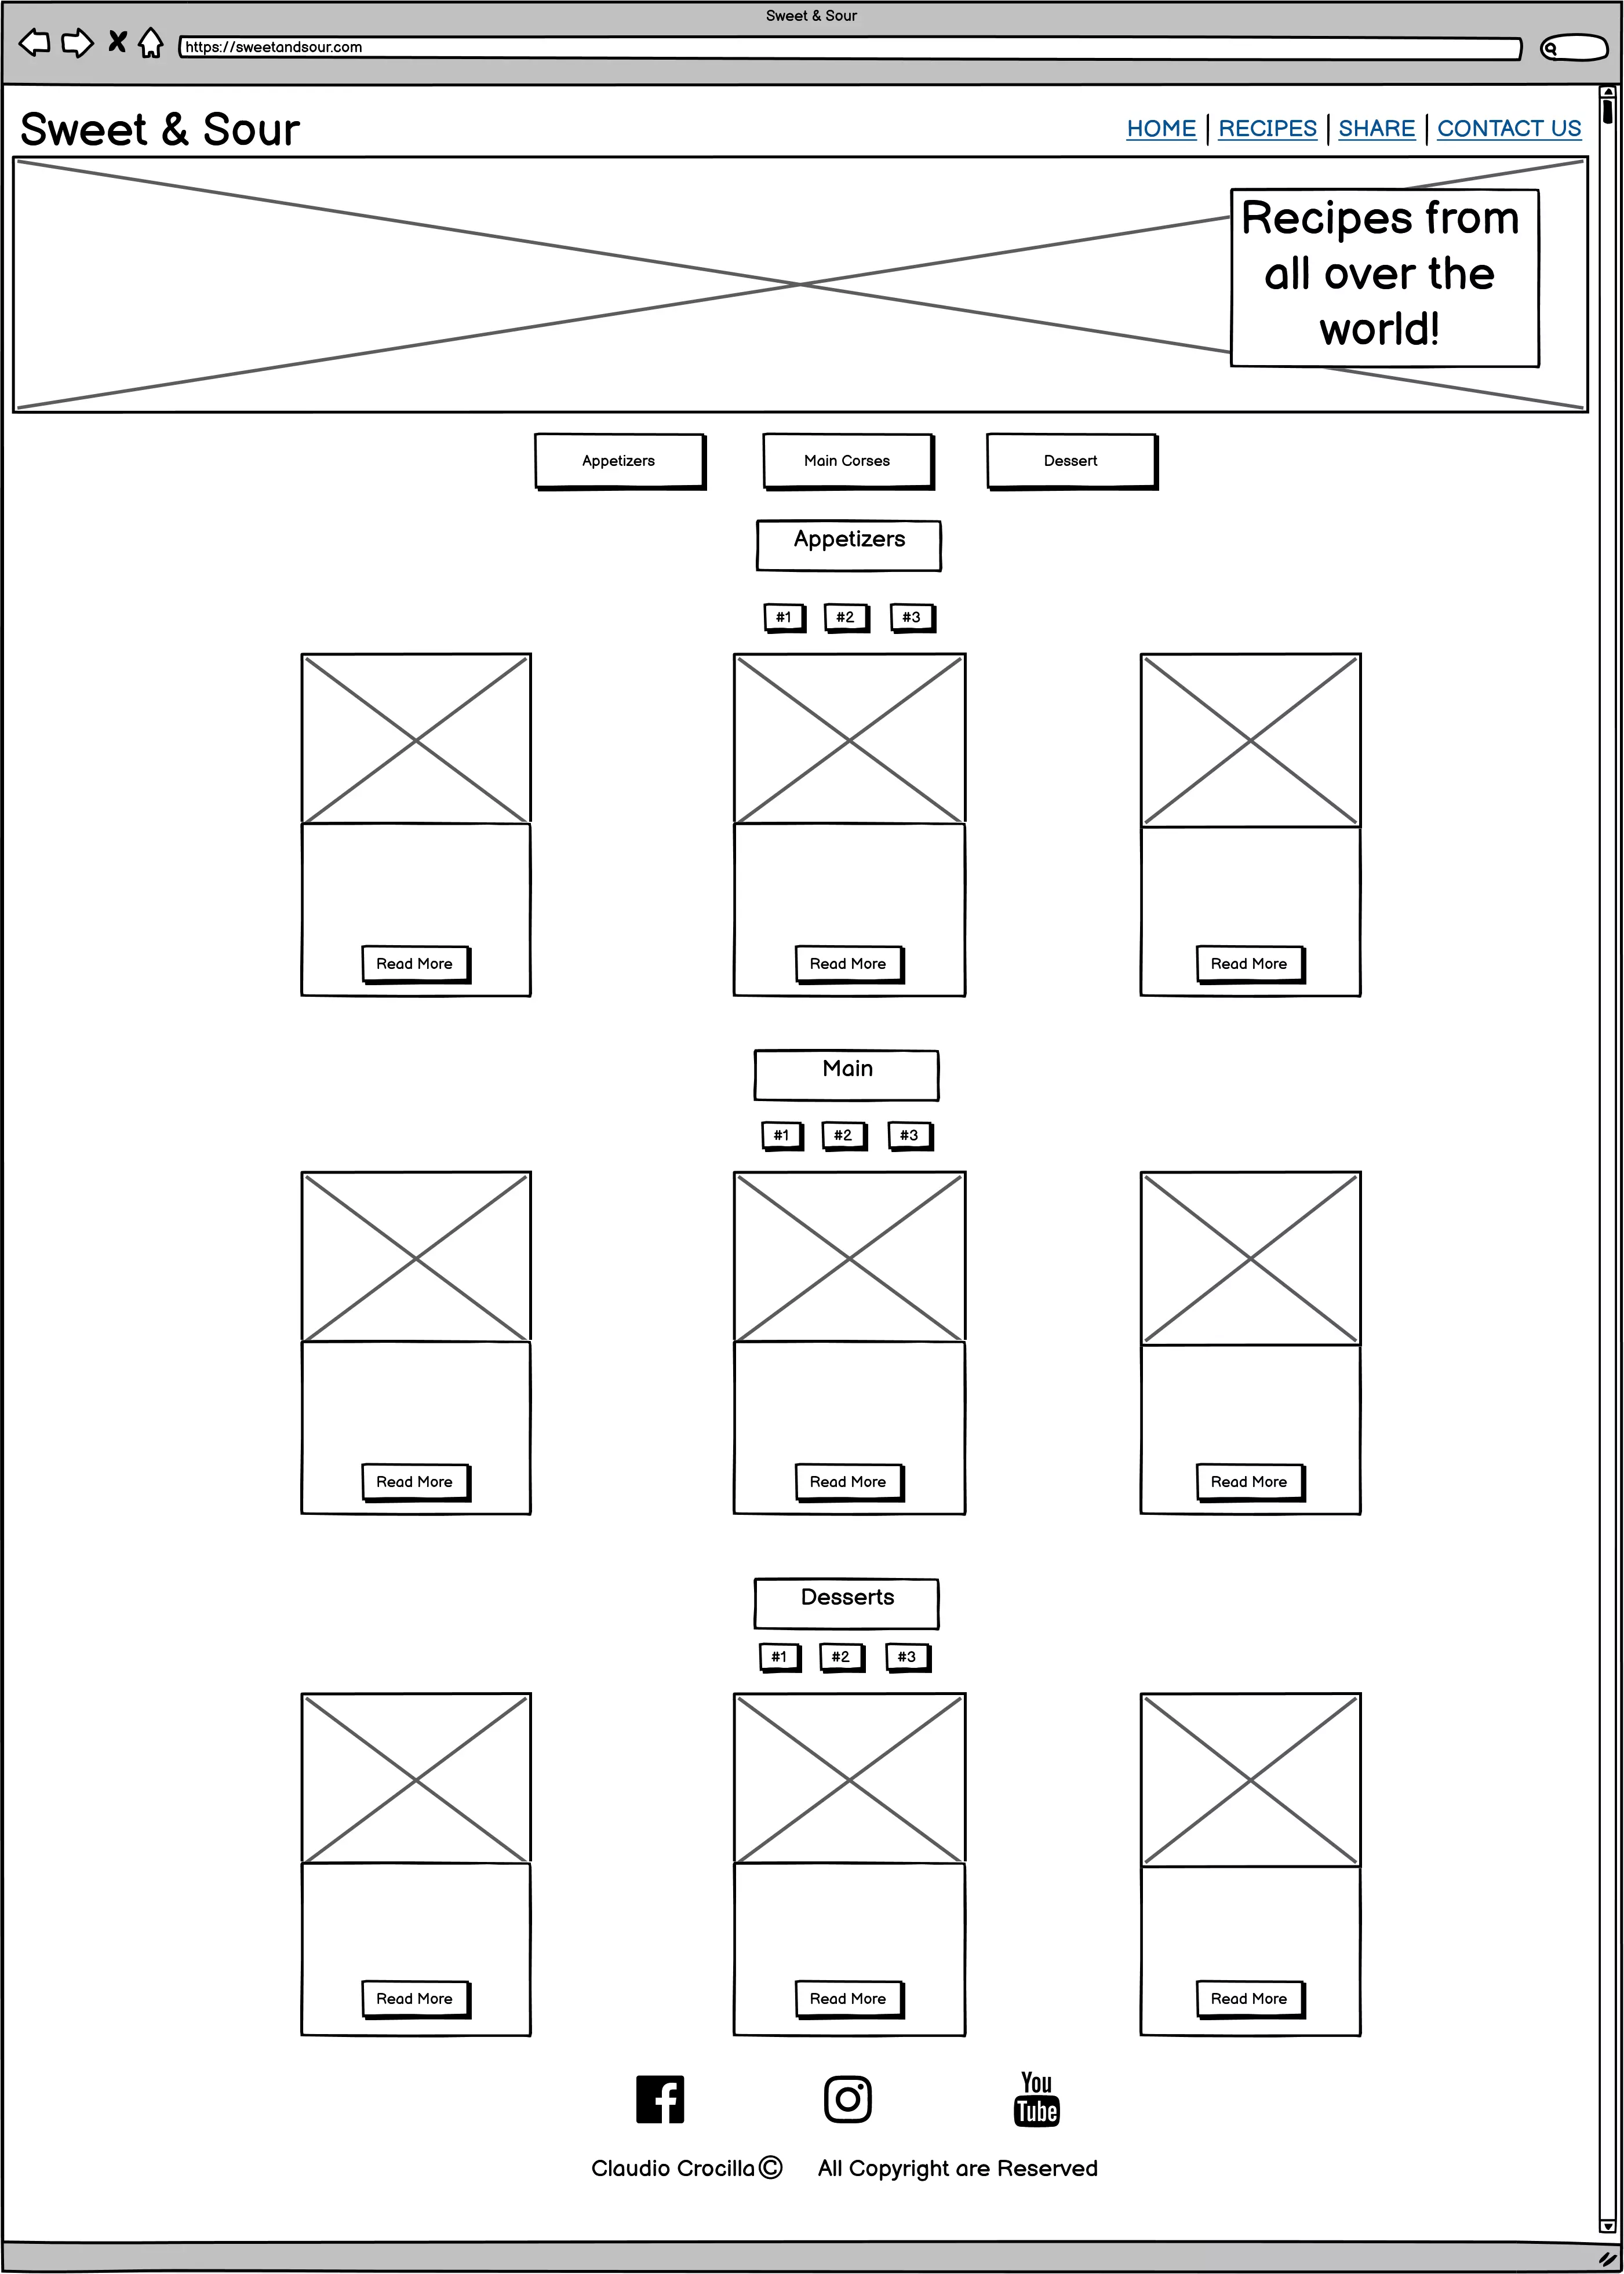 Sweet & Sour
https://sweetandsour.com
Sweet & Sour
HOME | RECIPES | SHARE | CONTACT US
Recipes from
all over the
world!
Appetizers
Main Corses
Dessert
Appetizers
#1 #2 #3
Read More
Read More
Read More
Main
#1 #2 #3
Read More
Read More
Read More
Desserts
#1 #2 #3
Read More
Read More
Read More
You
Tube
Claudio Crocilla© All Copyright are Reserved